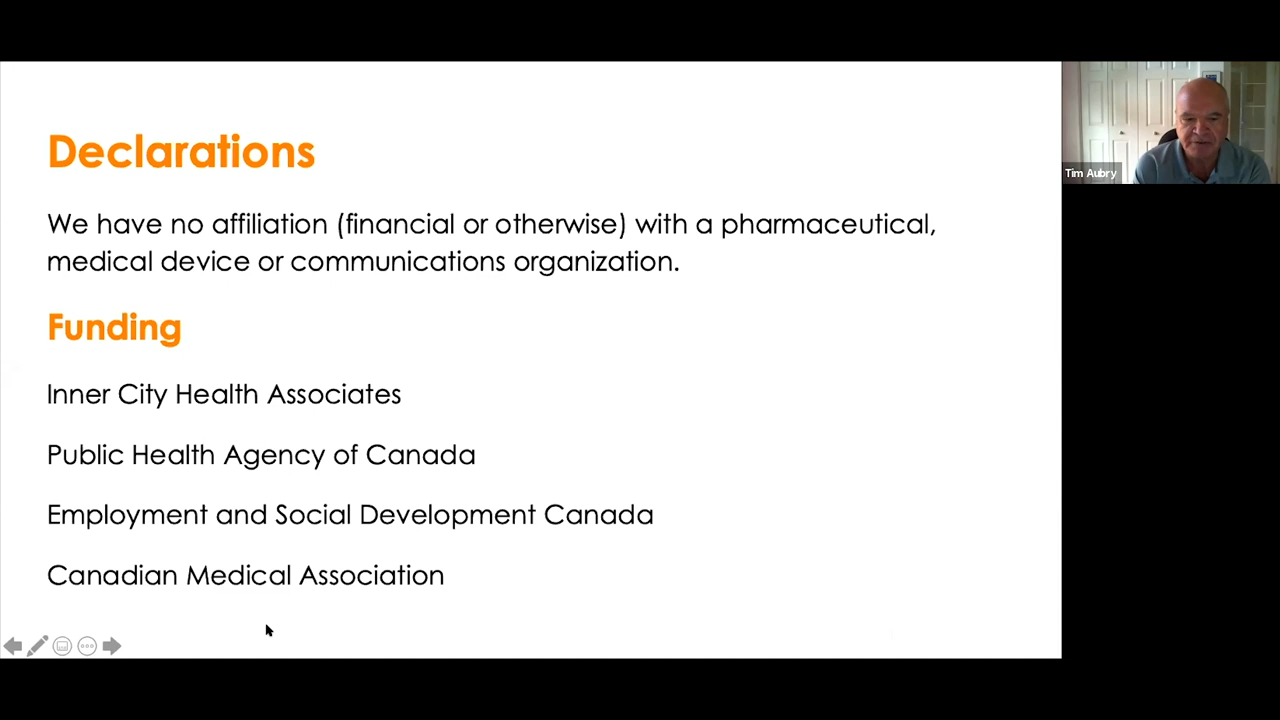 Declarations
We have no affiliation (financial or otherwise) with a pharmaceutical,
medical device or communications organization.
Funding
Inner City Health Associates
Public Health Agency of Canada
Employment and Social Development Canada
Canadian Medical Association
Tim Aubry